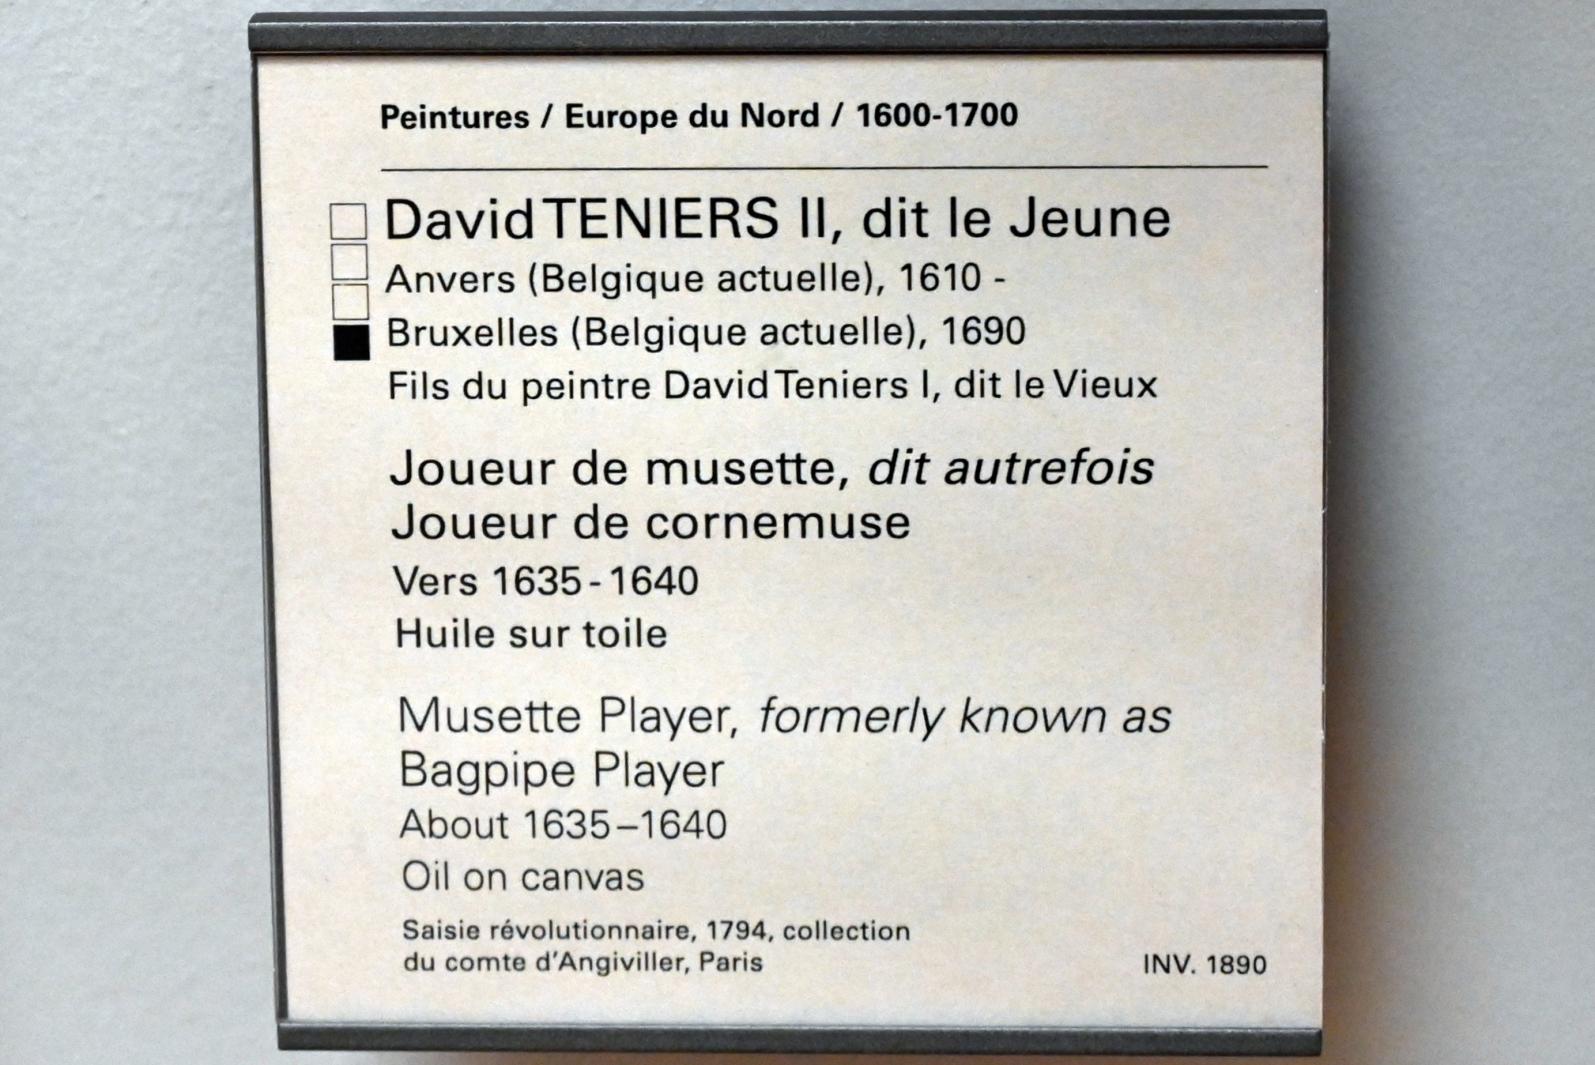 Peintures / Europe du Nord / 1600-1700
David TENIERS II, dit le Jeune
Anvers (Belgique actuelle), 1610 -
Bruxelles (Belgique actuelle), 1690
Fils du peintre David Teniers I, dit le Vieux
Joueur de musette, dit autrefois
Joueur de cornemuse
Vers 1635 - 1640
Huile sur toile
Musette Player, formerly known as
Bagpipe Player
About 1635–1640
Oil on canvas
Saisie révolutionnaire, 1794, collection
du comte d'Angiviller, Paris
INV. 1890